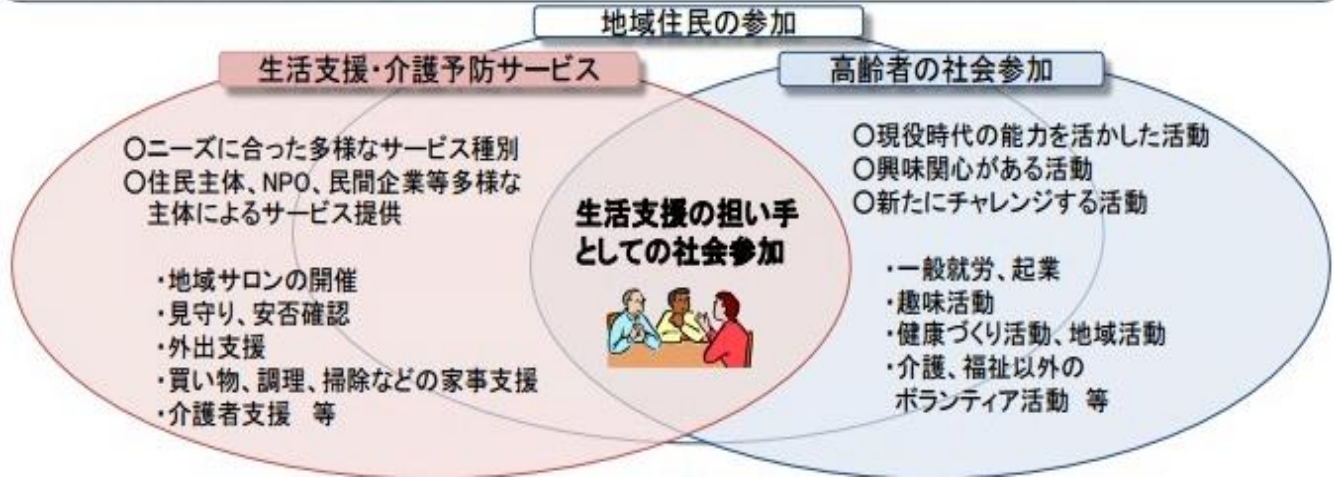 地域住民の参加
生活支援・介護予防サービス
〇ニーズに合った多様なサービス種別
〇住民主体、NPO、民間企業等多様な
主体によるサービス提供
・地域サロンの開催
・見守り、安否確認
・外出支援
・買い物、調理、掃除などの家事支援
・介護者支援　等
生活支援の担い手
としての社会参加
高齢者の社会参加
〇現役時代の能力を活かした活動
〇興味関心がある活動
〇新たにチャレンジする活動
・一般就労、起業
・趣味活動
・健康づくり活動、地域活動
・介護、福祉以外の
ボランティア活動　等